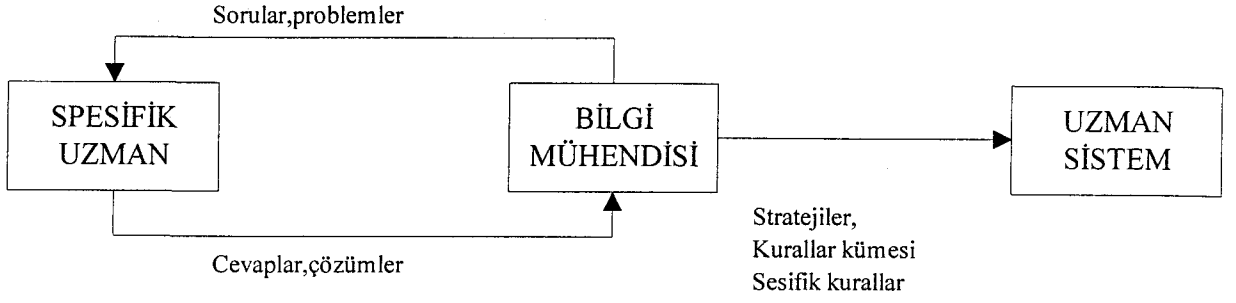 Sorular,problemler
SPESİFİK
UZMAN
BİLGİ
MÜHENDİSİ
UZMAN
SİSTEM
Cevaplar,çözümler
Stratejiler,
Kurallar kümesi
Sesifik kurallar